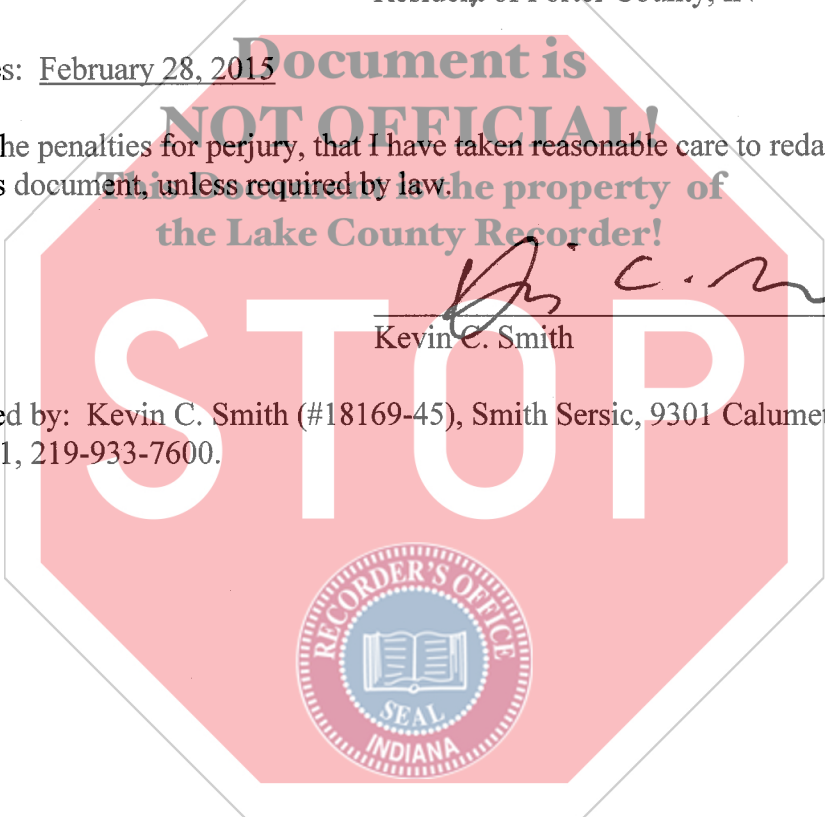 Resident of Porter County, IN
es: February 28, 2015
Document is
NOT OFFICIAL!
he penalties for perjury, that I have taken reasonable care to reda
s document, unless required by law.
This Document is the property of
the Lake County Recorder!
STOP
Kevin C. Smith
ed by: Kevin C. Smith (#18169-45), Smith Sersic, 9301 Calumet
1, 219-933-7600.
RECORDER'S OFFICE
SEAL
INDIANA